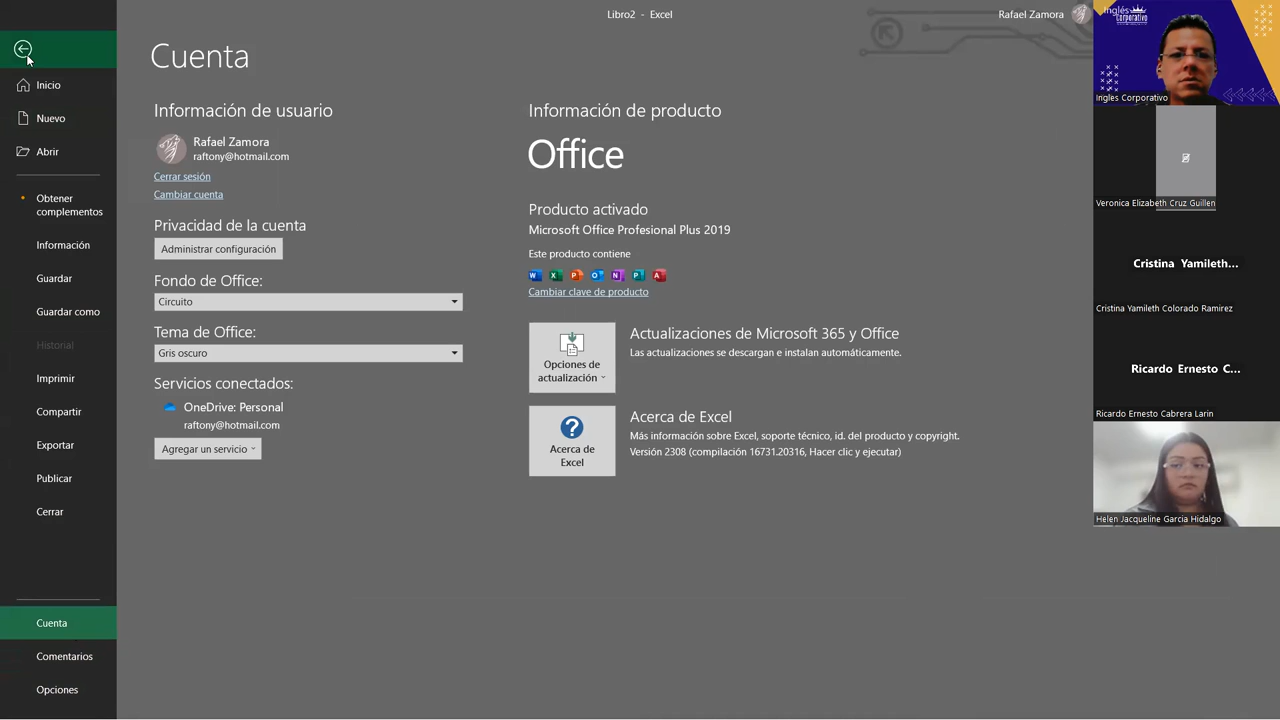 Libro2 - Excel
Rafael Zamora
Cuenta
Inicio
Nuevo
Abrir
Obtener
complementos
Información
Guardar
Guardar como
Historial
Imprimir
Compartir
Exportar
Publicar
Cerrar
Cuenta
Comentarios
Opciones
Información de usuario
Rafael Zamora
raftony@hotmail.com
Cerrar sesión
Cambiar cuenta
Privacidad de la cuenta
Administrar configuración
Fondo de Office:
Circuito
Tema de Office:
Gris oscuro
Servicios conectados:
OneDrive: Personal
raftony@hotmail.com
Agregar un servicio
Información de producto
Office
Producto activado
Microsoft Office Profesional Plus 2019
Este producto contiene
Cambiar clave de producto
Opciones de
actualización
Actualizaciones de Microsoft 365 y Office
Las actualizaciones se descargan e instalan automáticamente.
Acerca de
Excel
Acerca de Excel
Más información sobre Excel, soporte técnico, id. del producto y copyright.
Versión 2308 (compilación 16731.20316, Hacer clic y ejecutar)
Inglés
Corporativo
Ingles Corporativo
Veronica Elizabeth Cruz Guillen
Cristina Yamileth...
Cristina Yamileth Colorado Ramirez
Ricardo Ernesto C...
Ricardo Ernesto Cabrera Larin
Helen Jacqueline Garcia Hidalgo